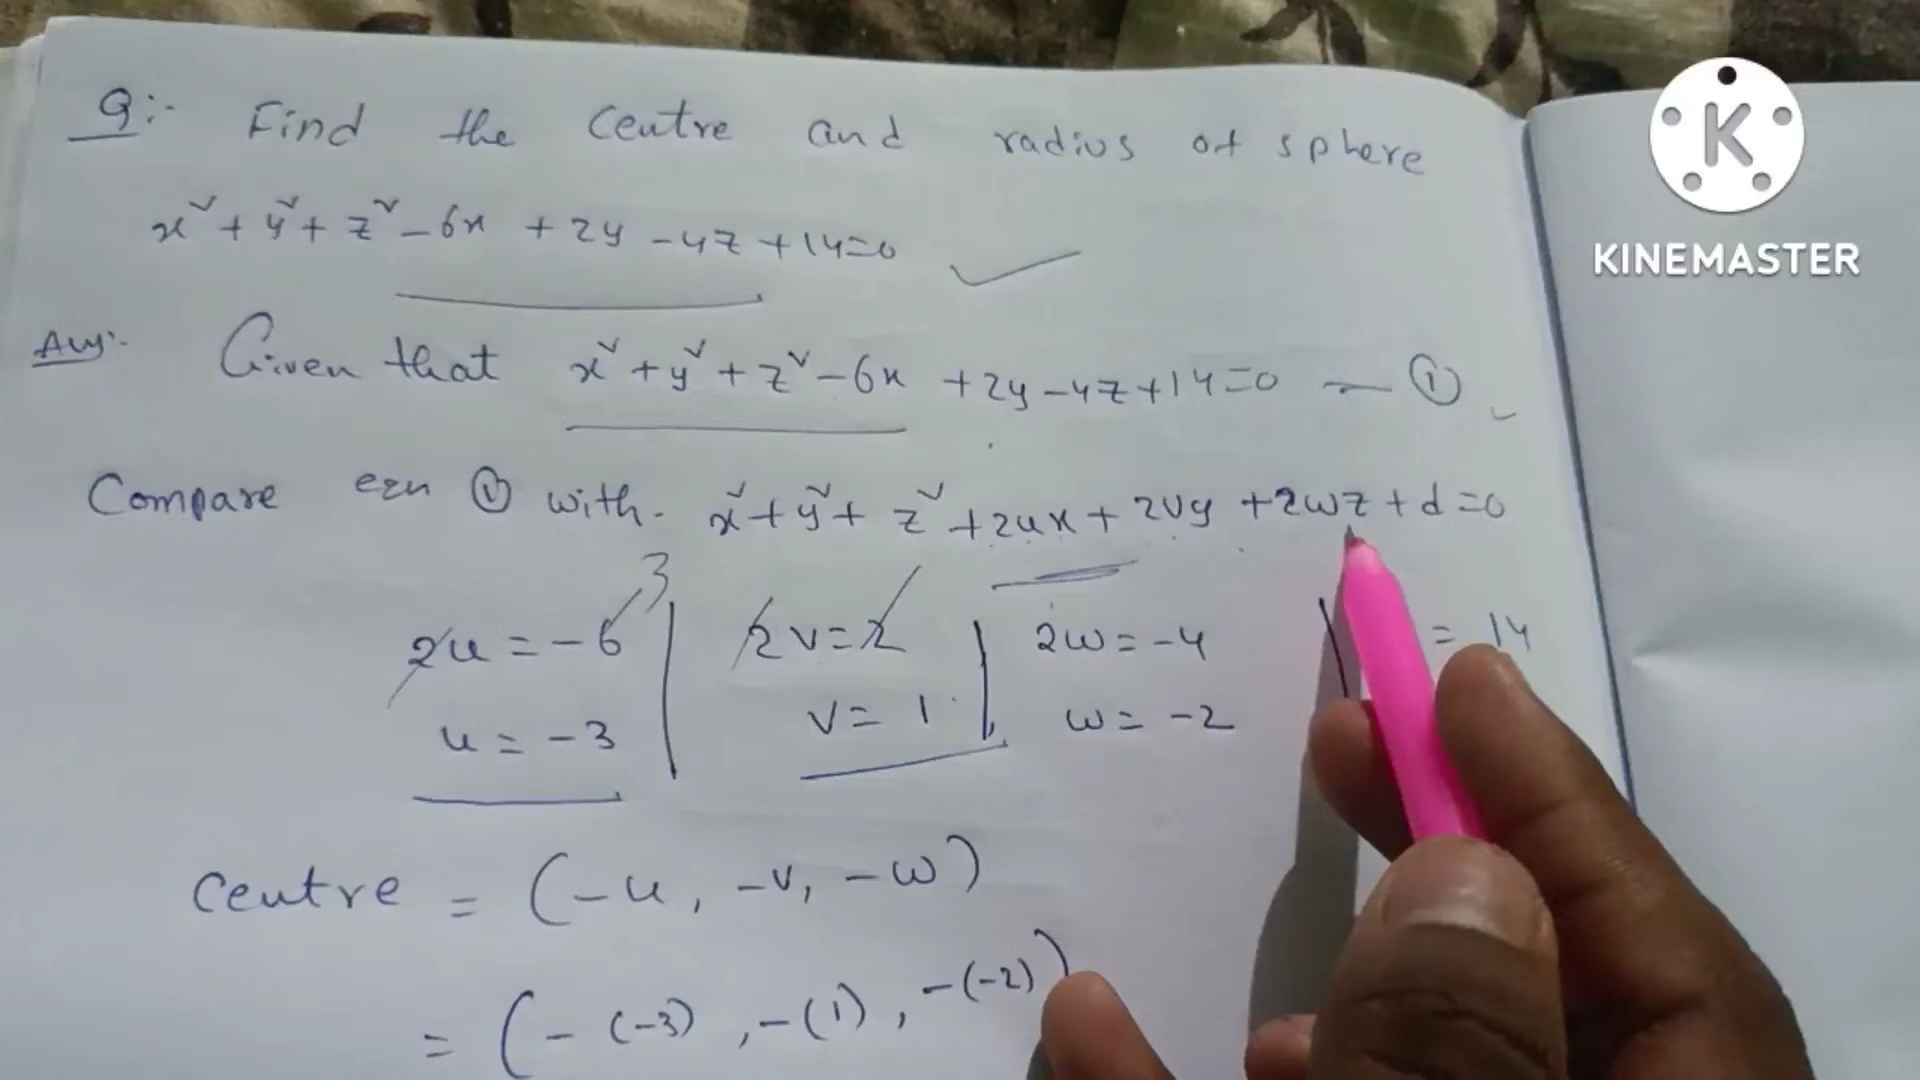 Q:- Find the Centre and radius of sphere
x² + y² + z² - 6x + 2y - 4z + 14 = 0
Ans:- Given that x² + y² + z² - 6x + 2y - 4z + 14 = 0 — ①
Compare eqn ① with. x² + y² + z² + 2ux + 2vy + 2wz + d = 0
2u = -6 3 | 2v = 2 | 2w = -4 | = 14
u = -3 | v = 1 | w = -2
Centre = (-u, -v, -w)
= (-(-3), -(1), -(-2))
K
KINEMASTER